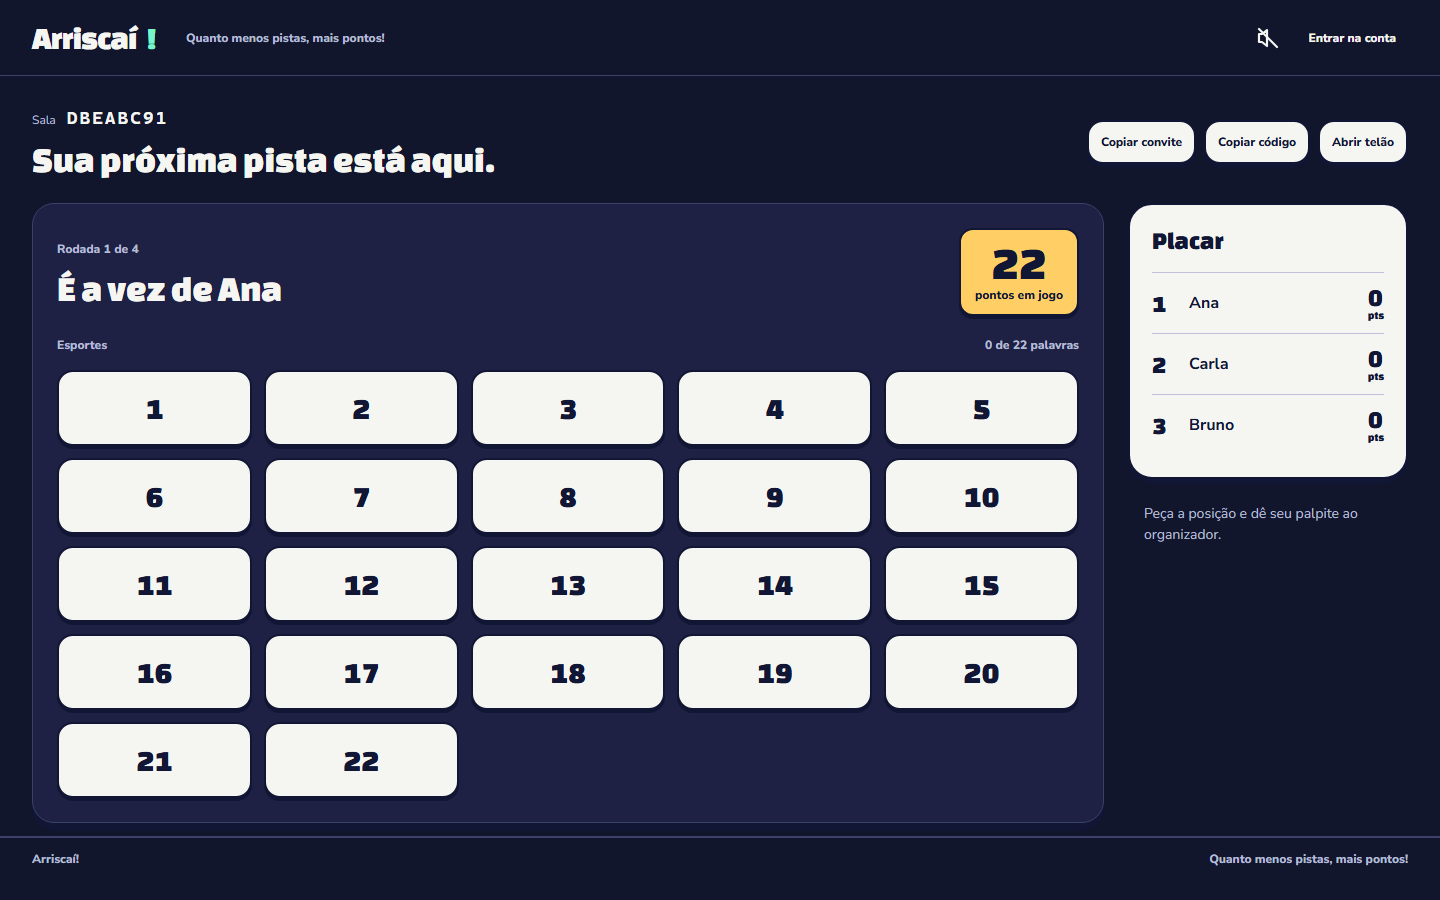 Arriscaí !
Quanto menos pistas, mais pontos!
Entrar na conta
Sala DBEABC91
Sua próxima pista está aqui.
Copiar convite
Copiar código
Abrir telão
Rodada 1 de 4
É a vez de Ana
22
pontos em jogo
Esportes
0 de 22 palavras
1
2
3
4
5
6
7
8
9
10
11
12
13
14
15
16
17
18
19
20
21
22
Placar
1 Ana 0 pts
2 Carla 0 pts
3 Bruno 0 pts
Peça a posição e dê seu palpite ao
organizador.
Arriscaí!
Quanto menos pistas, mais pontos!